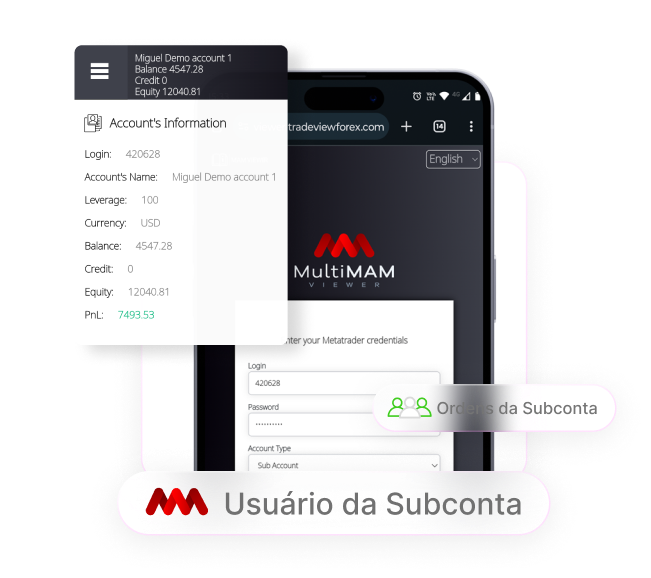 Miguel Demo account 1
Balance 4547.28
Credit 0
Equity 12040.81
Account's Information
Login: 420628
Account's Name: Miguel Demo account 1
Leverage: 100
Currency: USD
Balance: 4547.28
Credit: 0
Equity: 12040.81
PnL: 7493.53
VoLTE 4G
tradeviewforex.com
14
English
MultiMAM
VIEWER
your Metatrader credentials
Login
420628
Password
Account Type
Sub Account
da Subconta
Usuário da Subconta